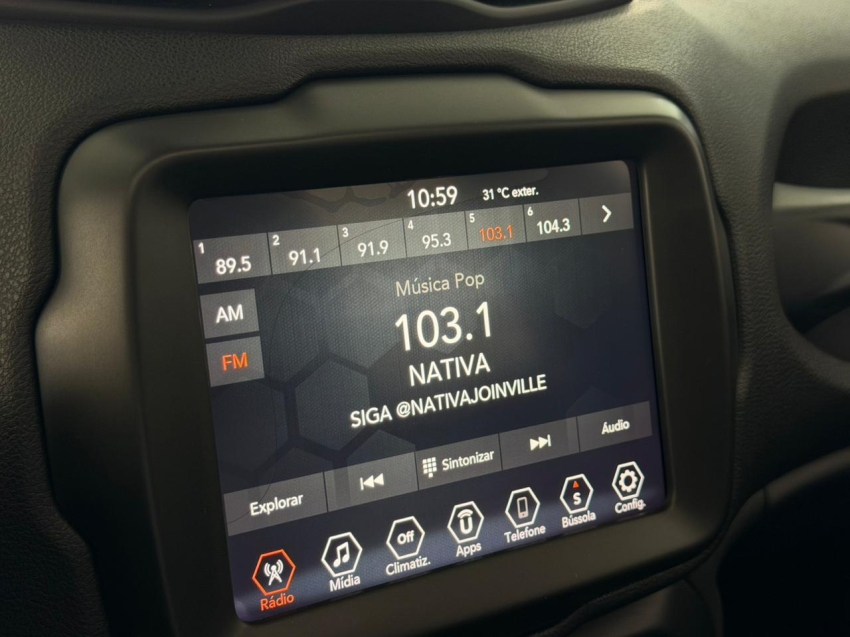 10:59 31 °C exter.
1 89.5 2 91.1 3 91.9 4 95.3 5 103.1 6 104.3
AM
FM
Música Pop
103.1
NATIVA
SIGA @NATIVAJOINVILLE
Explorar Sintonizar Áudio
Off U S
Rádio Mídia Climatiz. Apps Telefone Bússola Config.